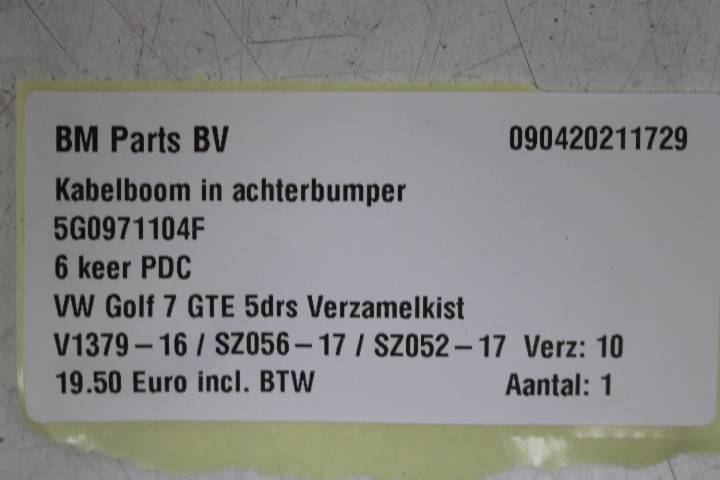 BM Parts BV 090420211729
Kabelboom in achterbumper
5G0971104F
6 keer PDC
VW Golf 7 GTE 5drs Verzamelkist
V1379-16 / SZ056-17 / SZ052-17 Verz: 10
19.50 Euro incl. BTW Aantal: 1